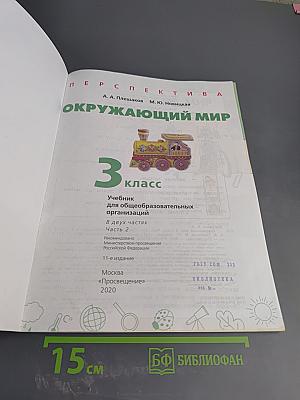 ПЕРСПЕКТИВА
А. А. Плешаков М. Ю. Новицкая
ОКРУЖАЮЩИЙ МИР
3 класс
Учебник
для общеобразовательных
организаций
В двух частях
Часть 2
Рекомендовано
Министерством просвещения
Российской Федерации
11-е издание
Москва
«Просвещение»
2020
БИБЛИОТЕКА
15 см
БФ БИБЛИОФАН